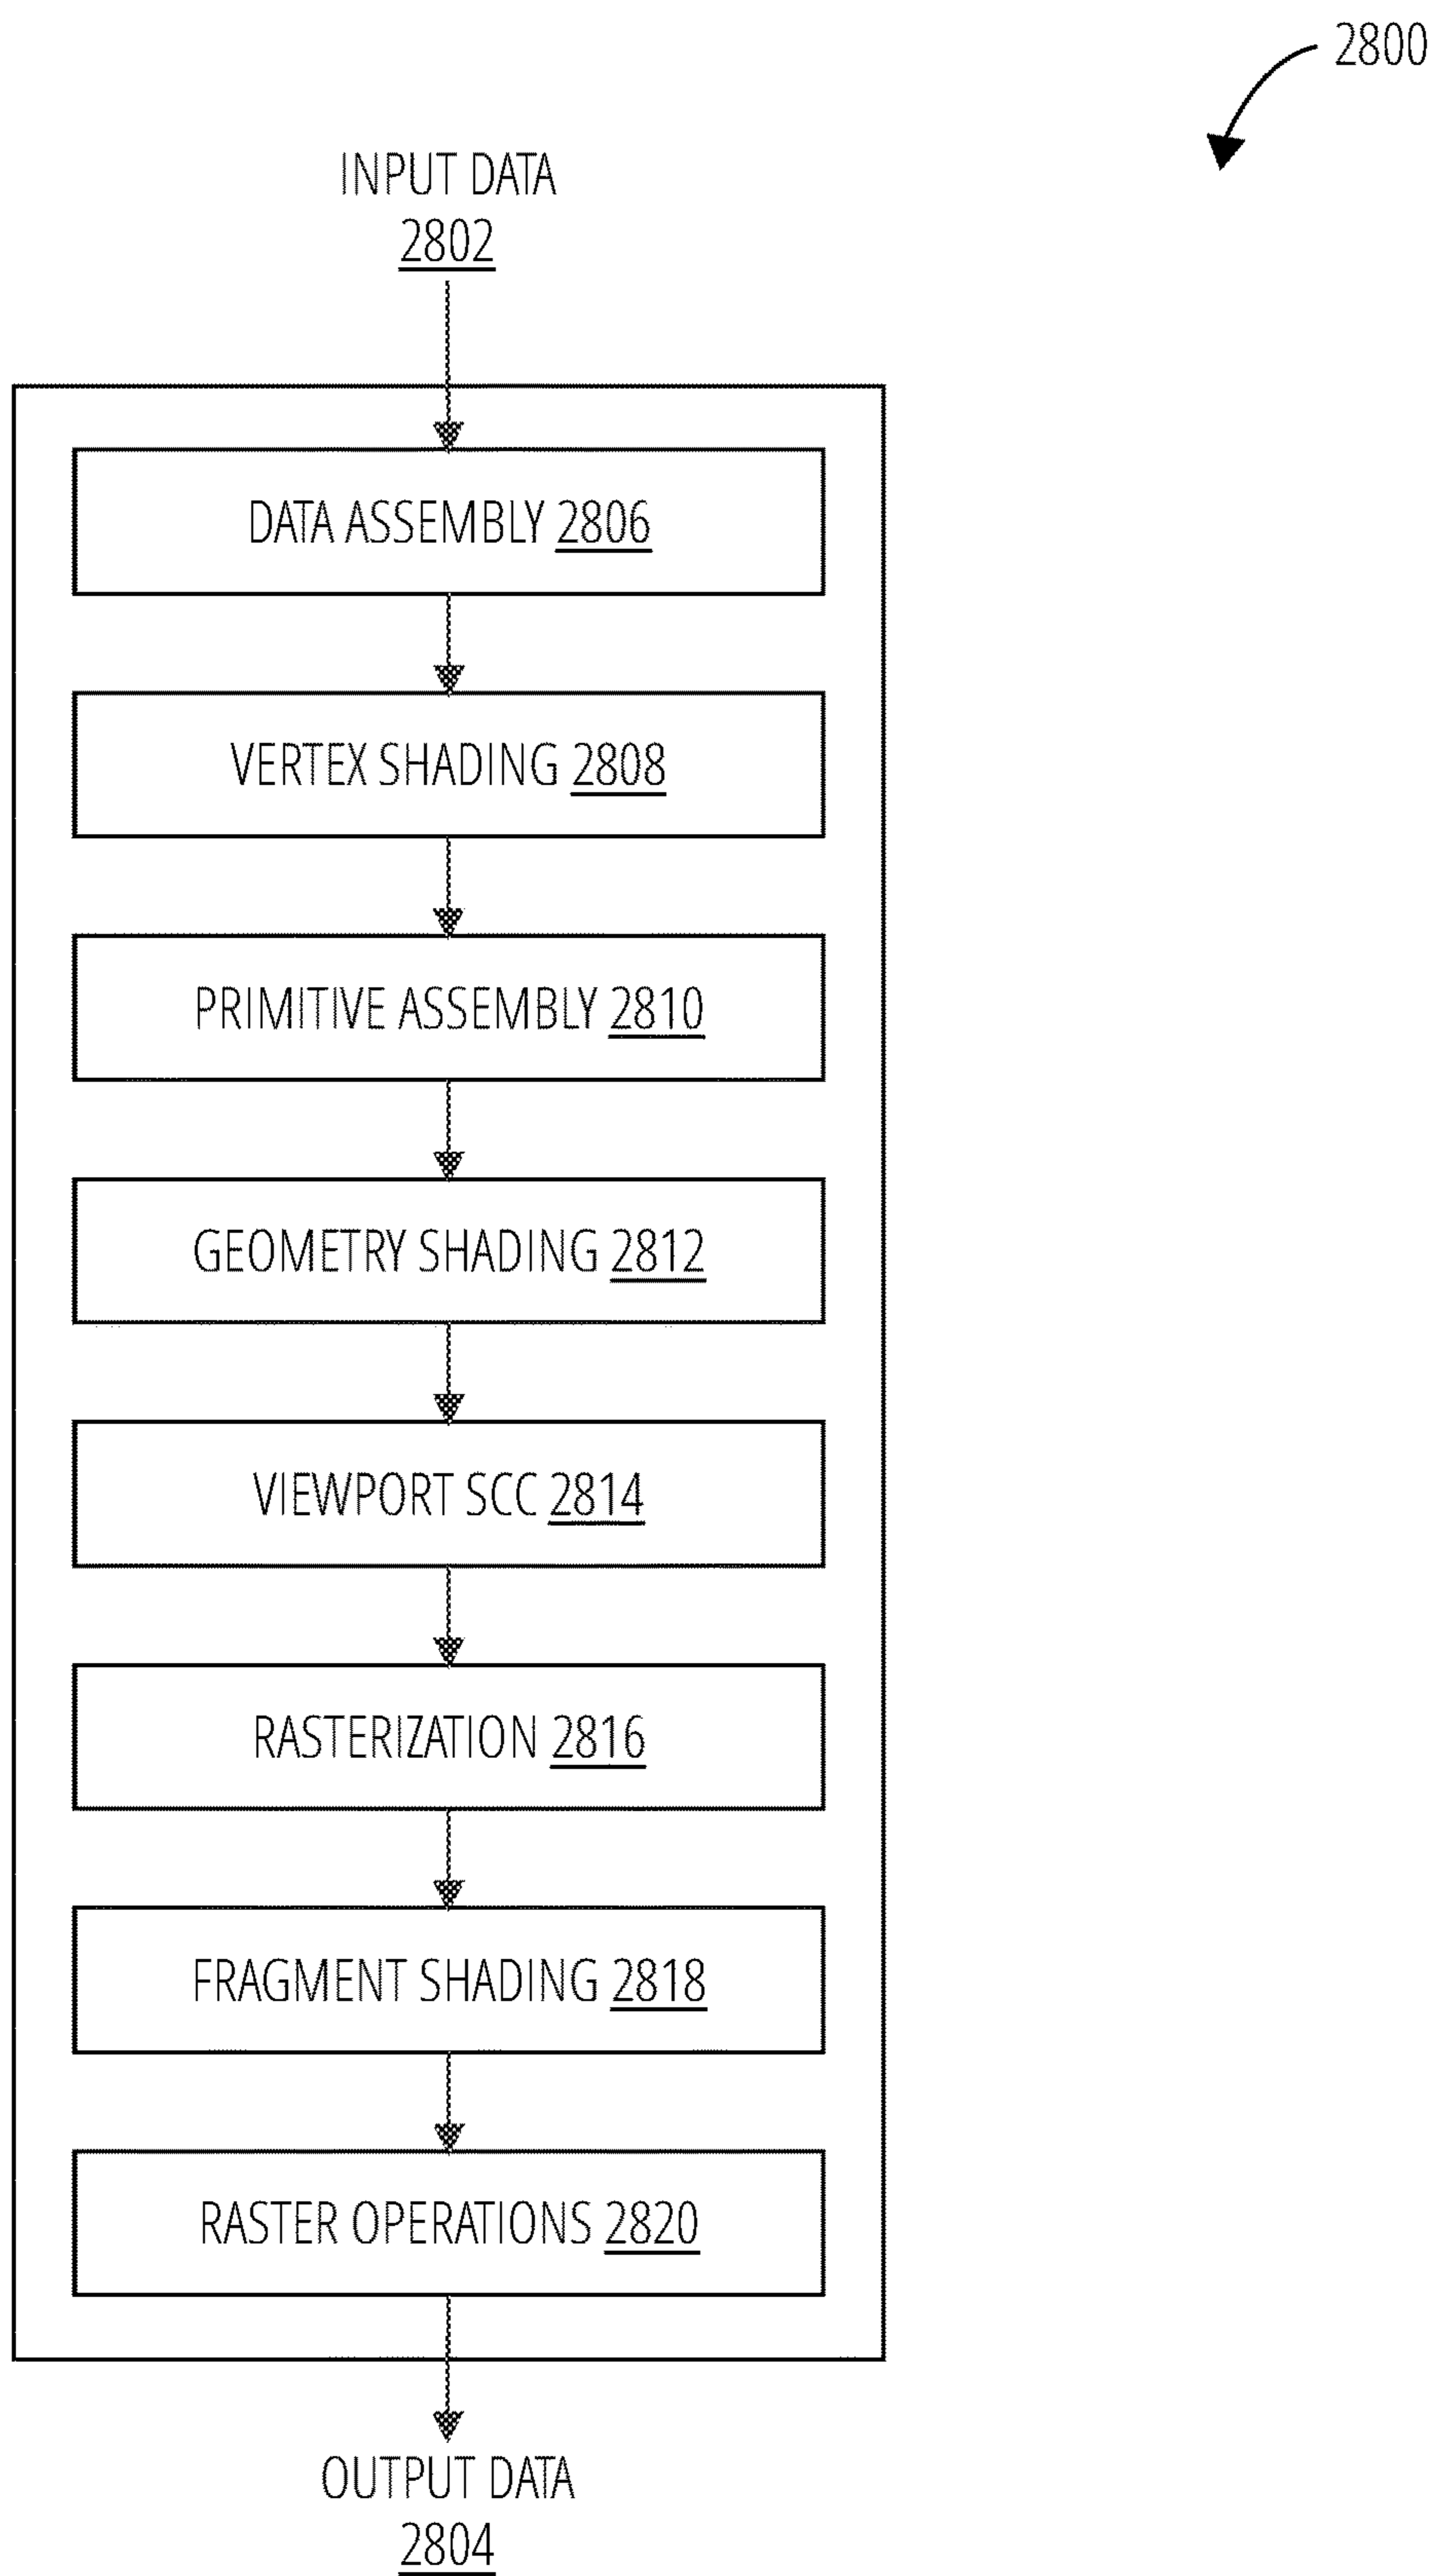 2800
INPUT DATA
2802
DATA ASSEMBLY 2806
VERTEX SHADING 2808
PRIMITIVE ASSEMBLY 2810
GEOMETRY SHADING 2812
VIEWPORT SCC 2814
RASTERIZATION 2816
FRAGMENT SHADING 2818
RASTER OPERATIONS 2820
OUTPUT DATA
2804